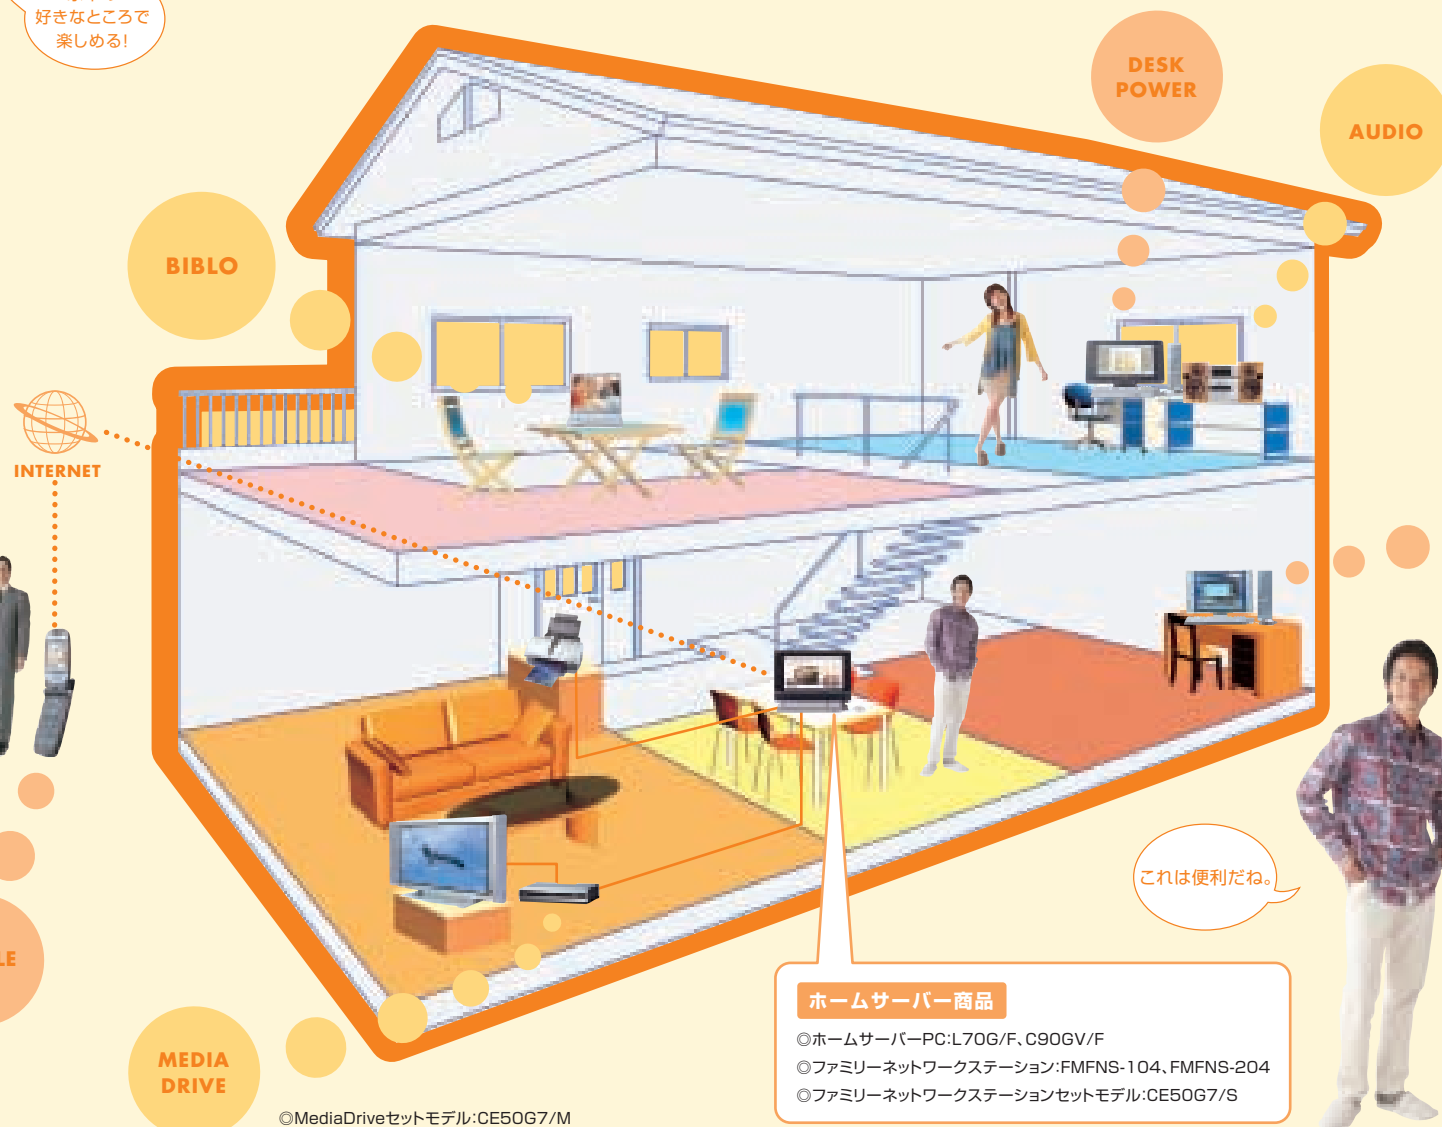 好きなところで
楽しめる!
DESK
POWER
AUDIO
BIBLO
INTERNET
これは便利だね。
ホームサーバー商品
◎ホームサーバーPC:L70G/F、C90GV/F
◎ファミリーネットワークステーション:FMFNS-104、FMFNS-204
◎ファミリーネットワークステーションセットモデル:CE50G7/S
MEDIA
DRIVE
◎MediaDriveセットモデル:CE50G7/M